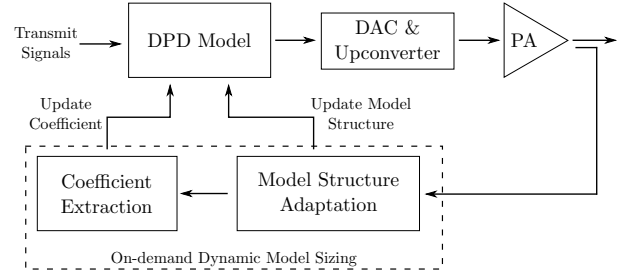 Transmit
Signals
DPD Model
DAC &
Upconverter
PA
Update
Coefficient
Update Model
Structure
Coefficient
Extraction
Model Structure
Adaptation
On-demand Dynamic Model Sizing